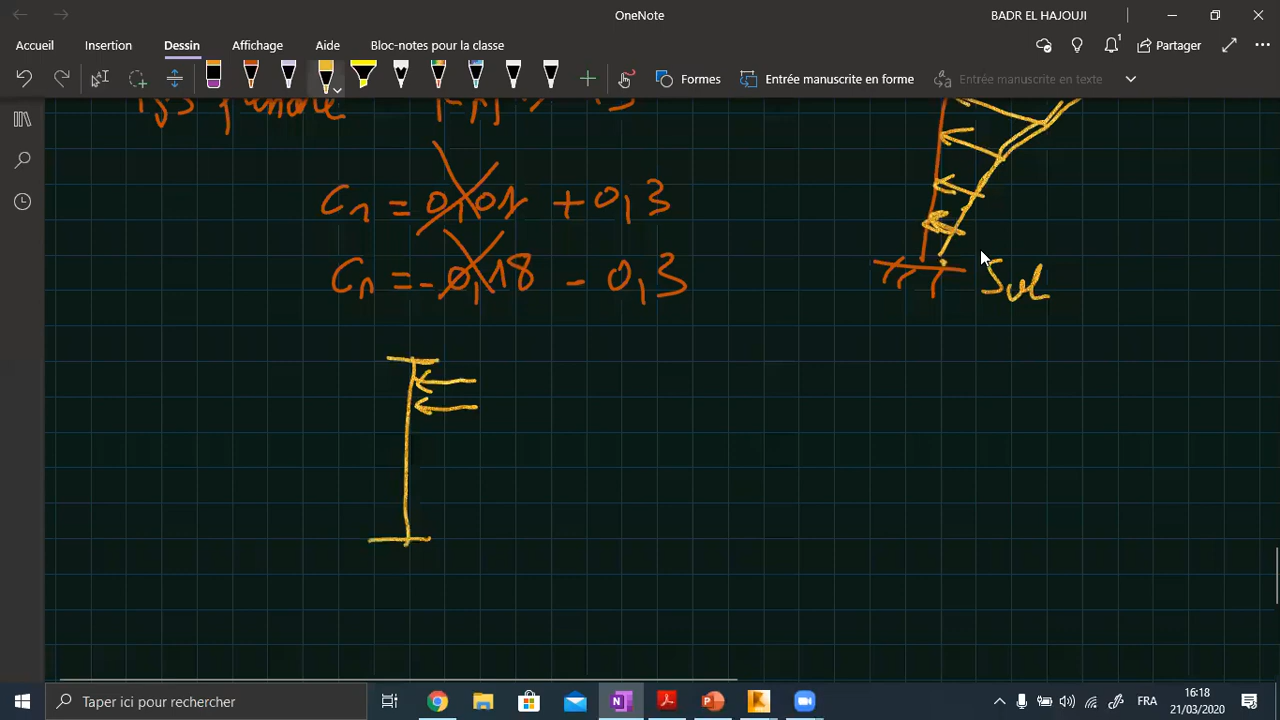 OneNote
BADR EL HAJOUJI
Accueil Insertion Dessin Affichage Aide Bloc-notes pour la classe
Partager
Formes
Entrée manuscrite en forme
Entrée manuscrite en texte
Cn = 0,01 + 0,3
Cn = - 0,18 - 0,3
Taper ici pour rechercher
FRA
16:18
21/03/2020